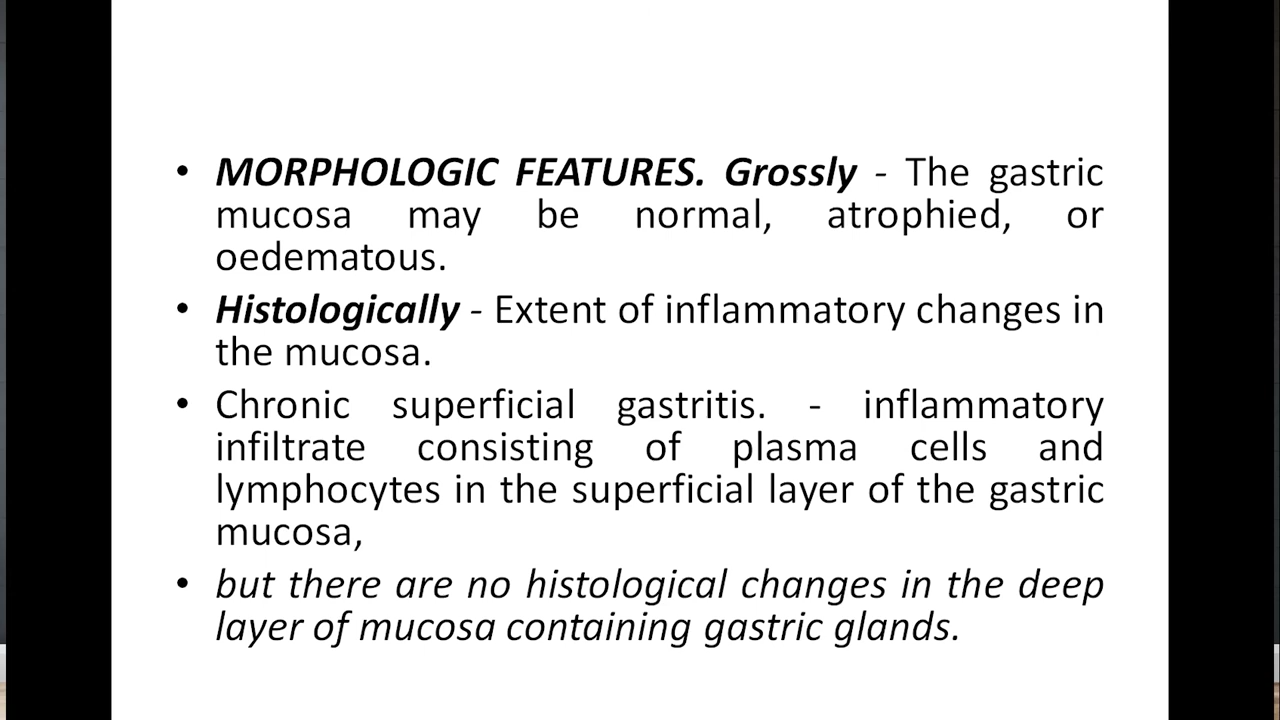 • MORPHOLOGIC FEATURES. Grossly - The gastric
mucosa may be normal, atrophied, or
oedematous.
• Histologically - Extent of inflammatory changes in
the mucosa.
• Chronic superficial gastritis. - inflammatory
infiltrate consisting of plasma cells and
lymphocytes in the superficial layer of the gastric
mucosa,
• but there are no histological changes in the deep
layer of mucosa containing gastric glands.